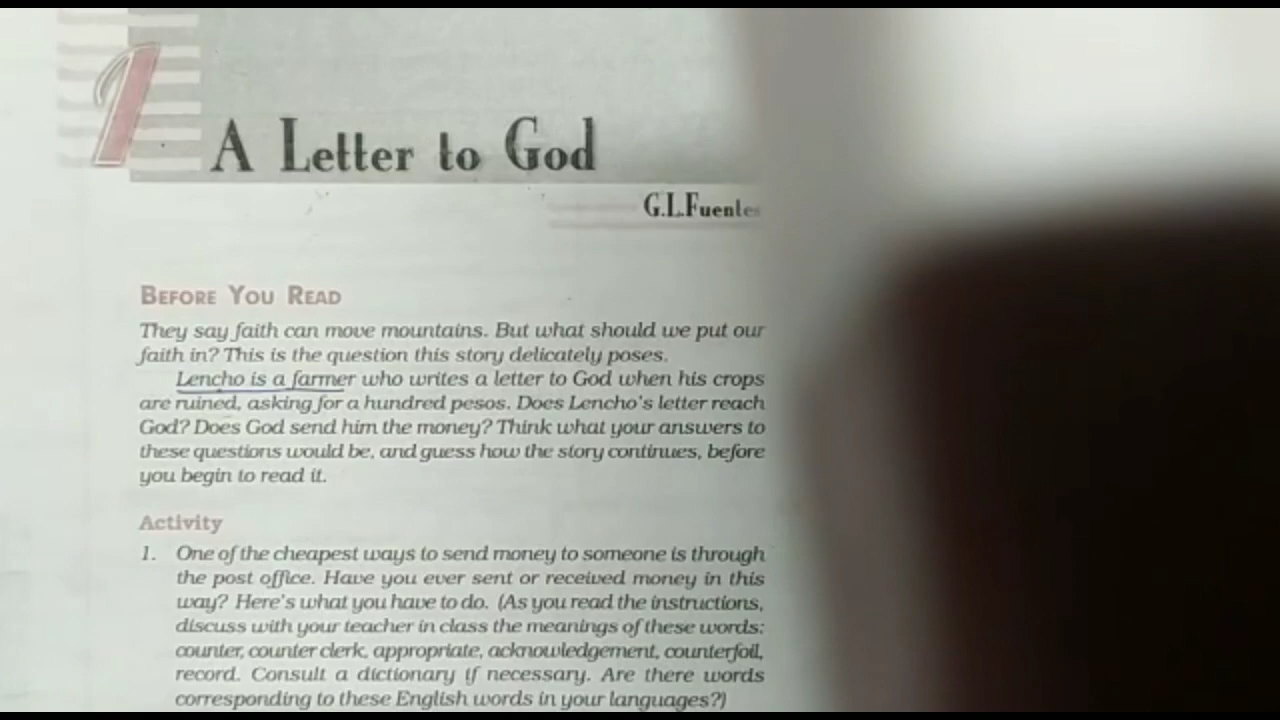 1
A Letter to God
G.L.Fuentes
BEFORE YOU READ
They say faith can move mountains. But what should we put our
faith in? This is the question this story delicately poses.
Lencho is a farmer who writes a letter to God when his crops
are ruined, asking for a hundred pesos. Does Lencho's letter reach
God? Does God send him the money? Think what your answers to
these questions would be, and guess how the story continues, before
you begin to read it.
Activity
1. One of the cheapest ways to send money to someone is through
the post office. Have you ever sent or received money in this
way? Here's what you have to do. (As you read the instructions,
discuss with your teacher in class the meanings of these words:
counter, counter clerk, appropriate, acknowledgement, counterfoil,
record. Consult a dictionary if necessary. Are there words
corresponding to these English words in your languages?)